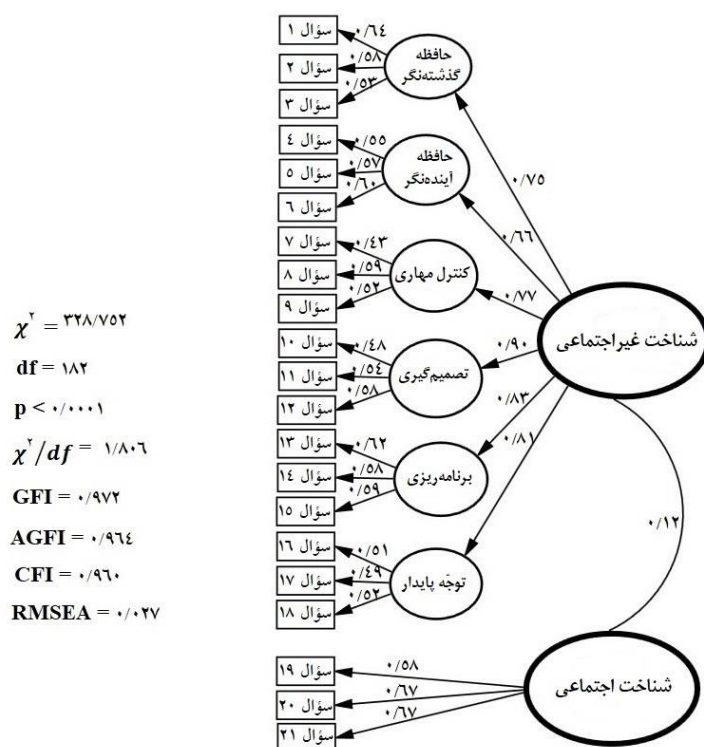 سؤال ١
سؤال ٢
سؤال ٣
٠/٦٤
٠/٥٨
٠/٥٣
حافظه
گذشته‌نگر
سؤال ٤
سؤال ٥
سؤال ٦
٠/٥٥
٠/٥٧
٠/٦٠
حافظه
آینده‌نگر
سؤال ٧
سؤال ٨
سؤال ٩
٠/٤٣
٠/٥٩
٠/٥٢
کنترل مهاری
سؤال ١٠
سؤال ١١
سؤال ١٢
٠/٤٨
٠/٥٤
٠/٥٨
تصمیم‌گیری
سؤال ١٣
سؤال ١٤
سؤال ١٥
٠/٦٢
٠/٥٨
٠/٥٩
برنامه‌ریزی
سؤال ١٦
سؤال ١٧
سؤال ١٨
٠/٥١
٠/٤٩
٠/٥٢
توجّه پایدار
٠/٧٥
٠/٦٦
٠/٧٧
٠/٩٠
٠/٨٣
٠/٨١
شناخت غیراجتماعی
٠/١٢
سؤال ١٩
سؤال ٢٠
سؤال ٢١
٠/٥٨
٠/٦٧
٠/٦٧
شناخت اجتماعی
χ٢ = ٣٢٨/٧٥٢
df = ١٨٢
p < ٠/٠٠٠١
χ٢/df = ١/٨٠٦
GFI = ٠/٩٧٢
AGFI = ٠/٩٦٤
CFI = ٠/٩٦٠
RMSEA = ٠/٠٢٧